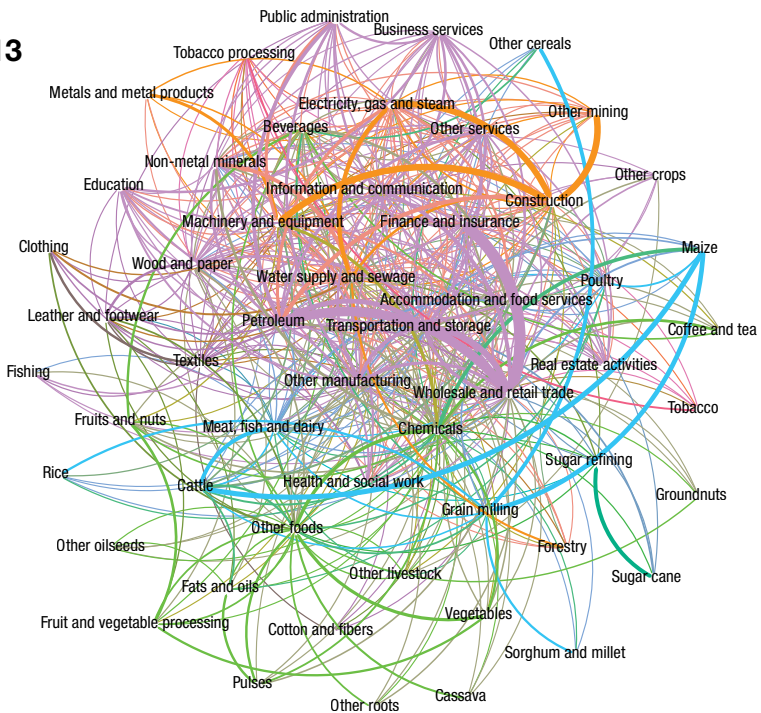 Public administration
Business services
Other cereals
13
Tobacco processing
Metals and metal products
Electricity, gas and steam
Other mining
Beverages
Other services
Non-metal minerals
Other crops
Education
Information and communication
Construction
Machinery and equipment
Finance and insurance
Clothing
Maize
Wood and paper
Water supply and sewage
Poultry
Accommodation and food services
Leather and footwear
Petroleum
Transportation and storage
Coffee and tea
Textiles
Real estate activities
Fishing
Other manufacturing
Wholesale and retail trade
Tobacco
Fruits and nuts
Meat, fish and dairy
Chemicals
Rice
Sugar refining
Cattle
Health and social work
Groundnuts
Grain milling
Other foods
Other oilseeds
Forestry
Other livestock
Sugar cane
Fats and oils
Vegetables
Fruit and vegetable processing
Cotton and fibers
Sorghum and millet
Pulses
Cassava
Other roots